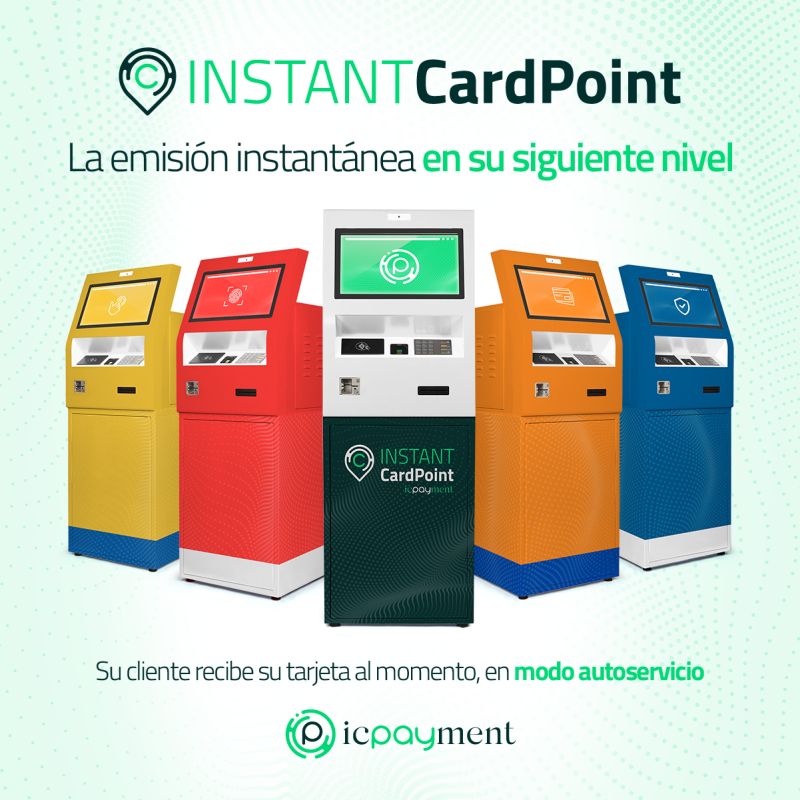 INSTANTCardPoint
La emisión instantánea en su siguiente nivel
INSTANT
CardPoint
icpayment
Su cliente recibe su tarjeta al momento, en modo autoservicio
icpayment